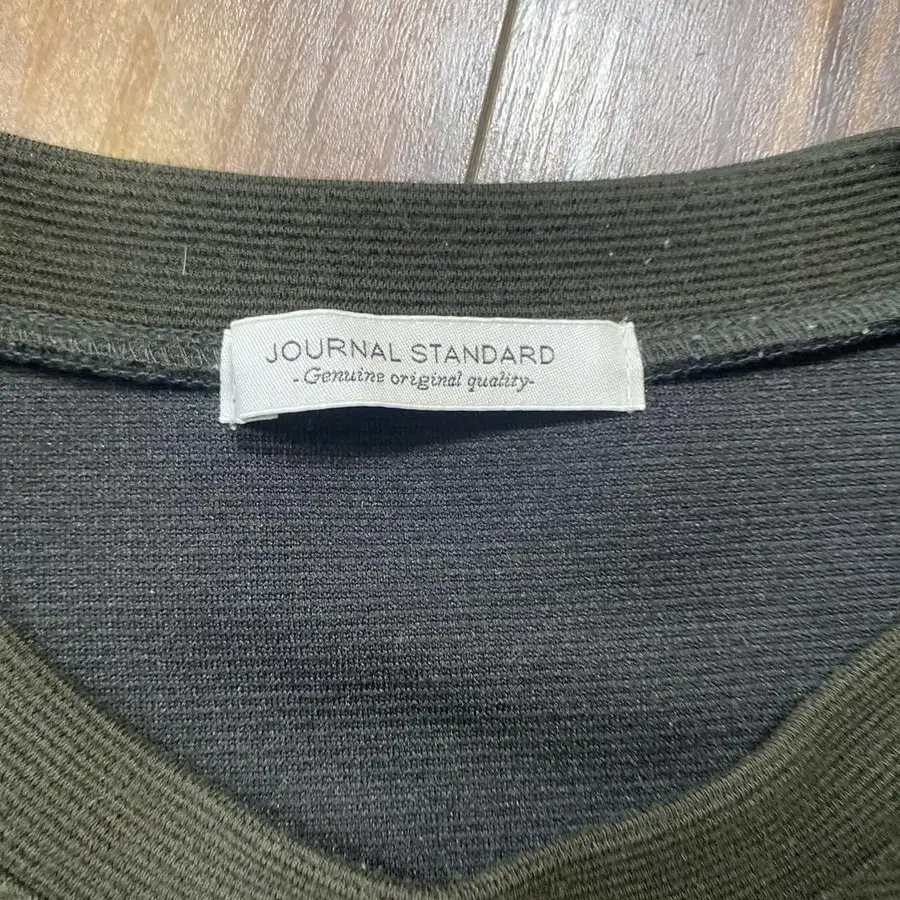 JOURNAL STANDARD
- Genuine original quality-